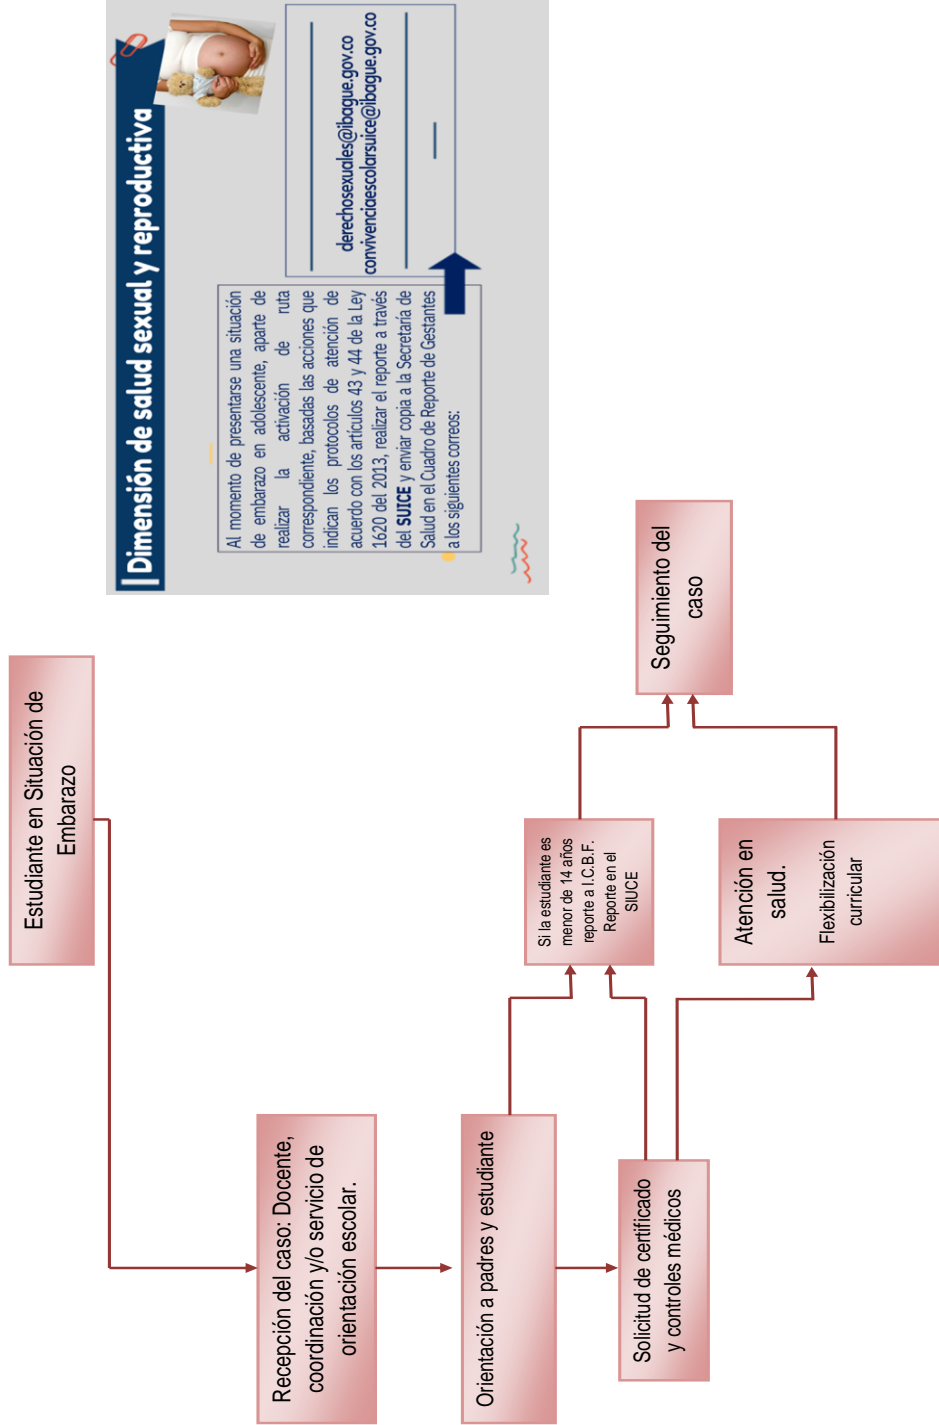 Estudiante en Situación de
Embarazo
Dimensión de salud sexual y reproductiva
Al momento de presentarse una situación
de embarazo en adolescente, aparte de
realizar la activación de ruta
correspondiente, basadas las acciones que
indican los protocolos de atención de
acuerdo con los artículos 43 y 44 de la Ley
1620 del 2013, realizar el reporte a través
del SUICE y enviar copia a la Secretaría de
Salud en el Cuadro de Reporte de Gestantes
a los siguientes correos:
derechosexuales@ibague.gov.co
convivenciaescolarsuice@ibague.gov.co
Recepción del caso: Docente,
coordinación y/o servicio de
orientación escolar.
Orientación a padres y estudiante
Solicitud de certificado
y controles médicos
Si la estudiante es
menor de 14 años
reporte a I.C.B.F.
Reporte en el
SIUCE
Atención en
salud.
Flexibilización
curricular
Seguimiento del
caso